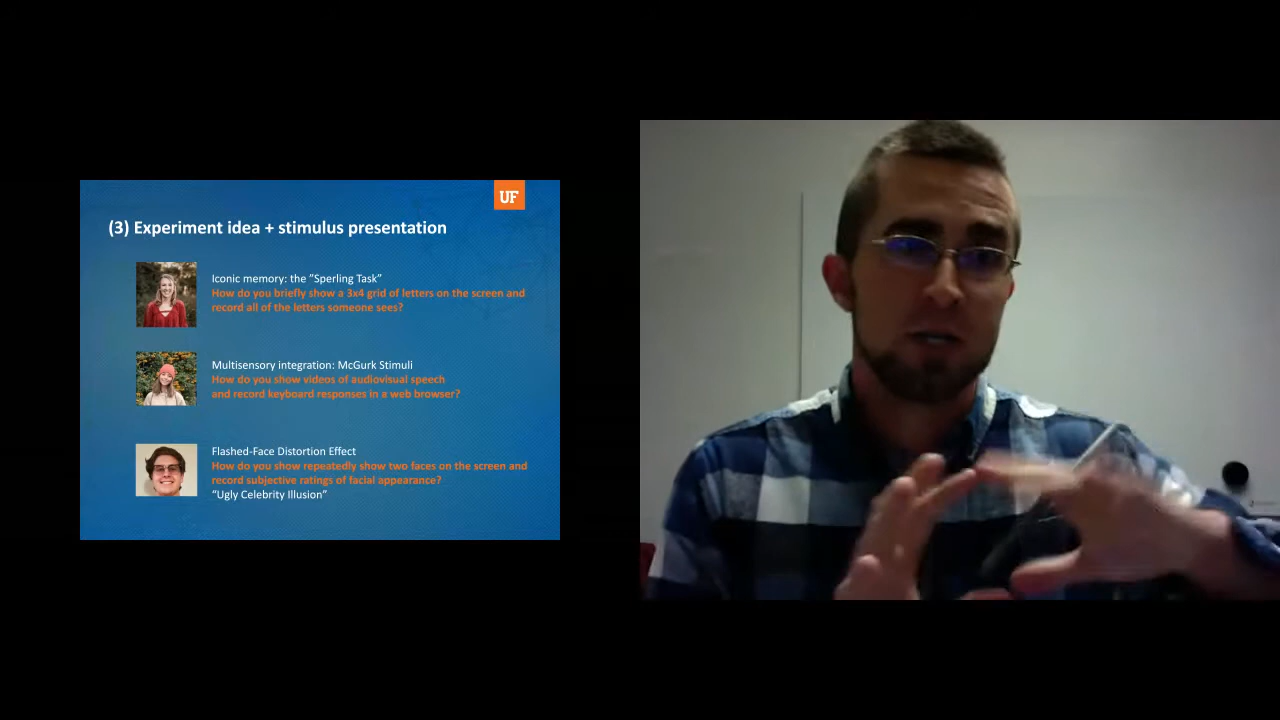 UF
(3) Experiment idea + stimulus presentation
Iconic memory: the ”Sperling Task”
How do you briefly show a 3x4 grid of letters on the screen and
record all of the letters someone sees?
Multisensory integration: McGurk Stimuli
How do you show videos of audiovisual speech
and record keyboard responses in a web browser?
Flashed-Face Distortion Effect
How do you show repeatedly show two faces on the screen and
record subjective ratings of facial appearance?
“Ugly Celebrity Illusion”